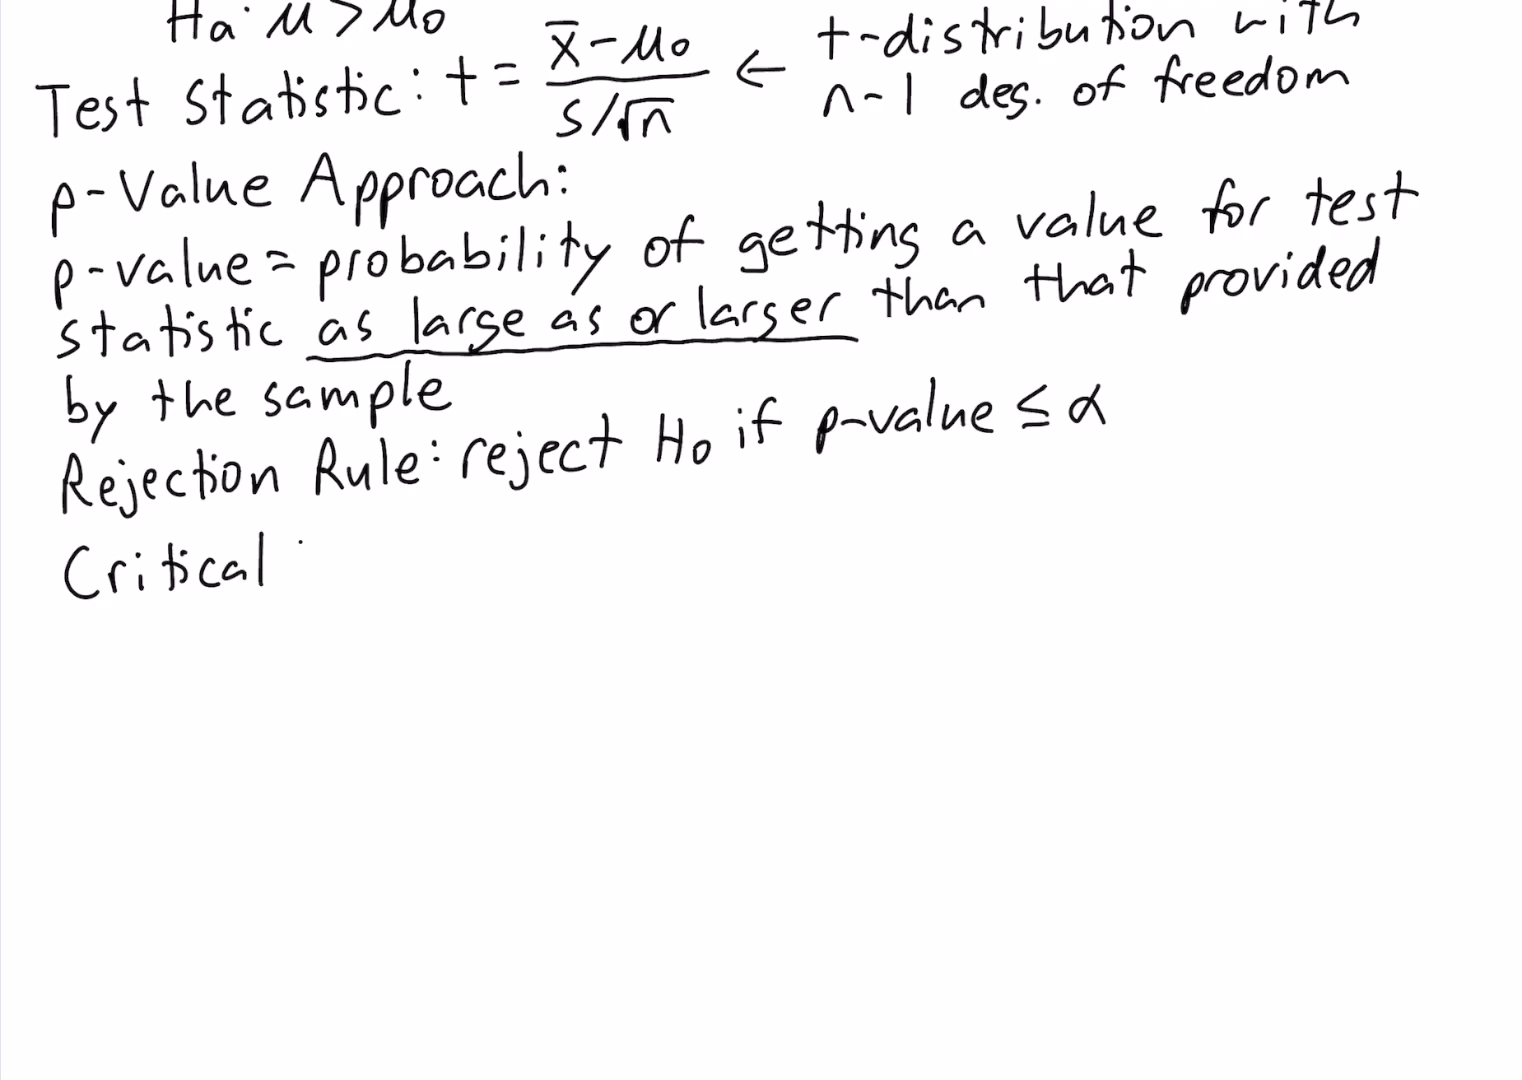 Ha: μ > μ0
Test Statistic: t = (x̄ - μ0) / (s/√n) ← t-distribution with
n-1 deg. of freedom
p-Value Approach:
p-value = probability of getting a value for test
statistic as large as or larger than that provided
by the sample
Rejection Rule: reject H0 if p-value ≤ α
Critical